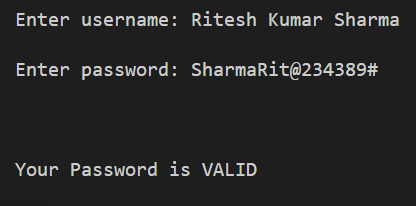 Enter username: Ritesh Kumar Sharma
Enter password: SharmaRit@234389#
Your Password is VALID